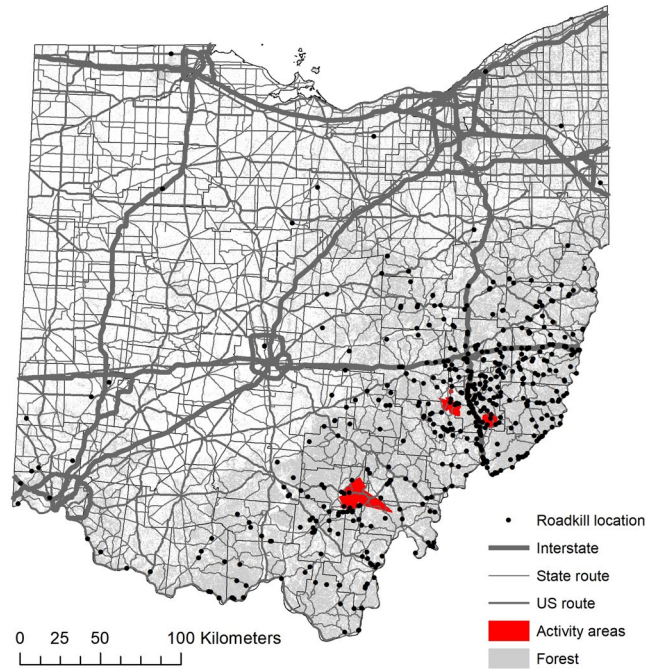 Roadkill location
Interstate
State route
US route
Activity areas
Forest
0 25 50 100 Kilometers